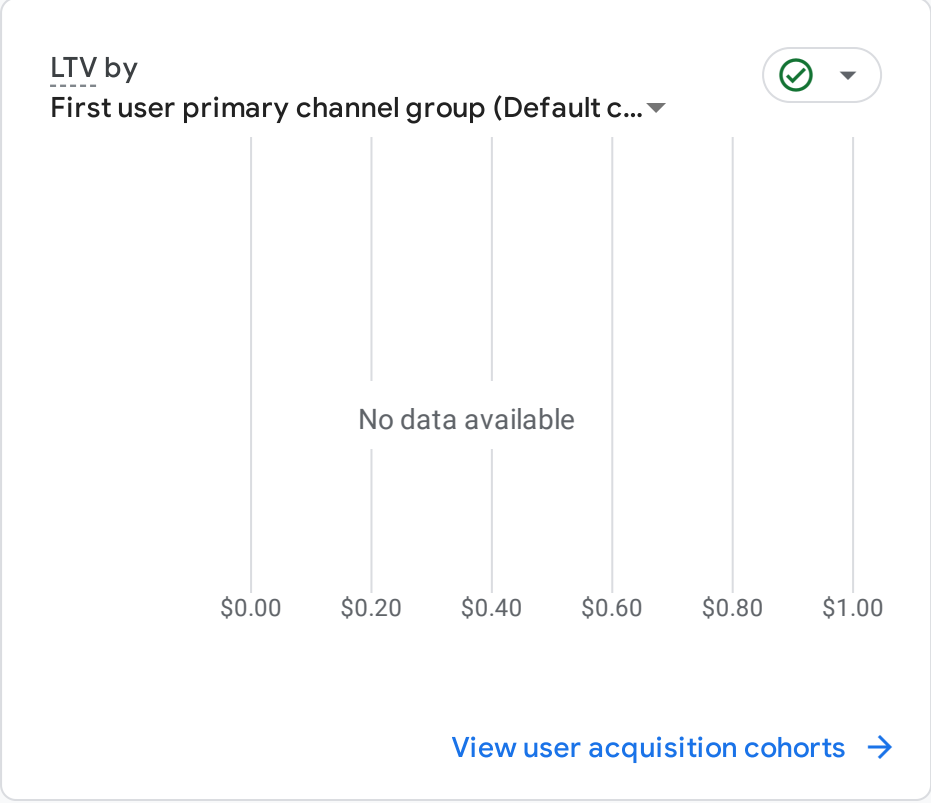 LTV by
First user primary channel group (Default c...
No data available
$0.00 $0.20 $0.40 $0.60 $0.80 $1.00
View user acquisition cohorts